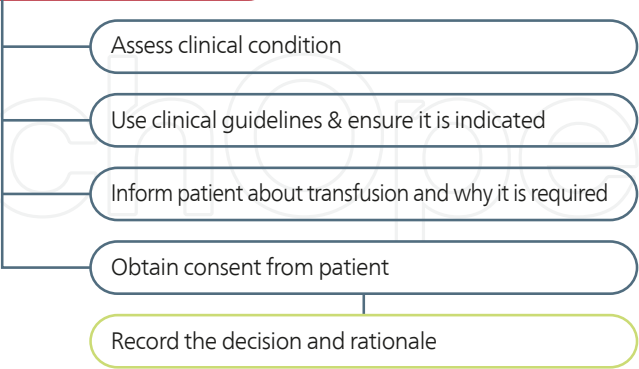 Assess clinical condition
Use clinical guidelines & ensure it is indicated
Inform patient about transfusion and why it is required
Obtain consent from patient
Record the decision and rationale